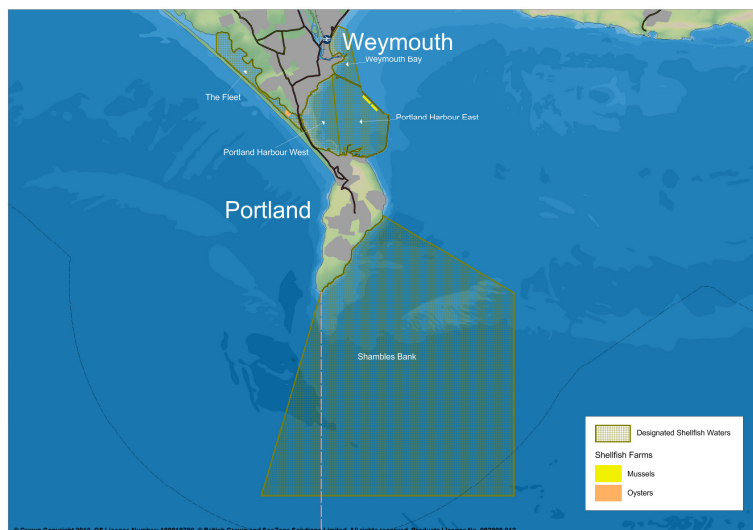 Weymouth
Weymouth Bay
The Fleet
Portland Harbour East
Portland Harbour West
Portland
Shambles Bank
Designated Shellfish Waters
Shellfish Farms
Mussels
Oysters